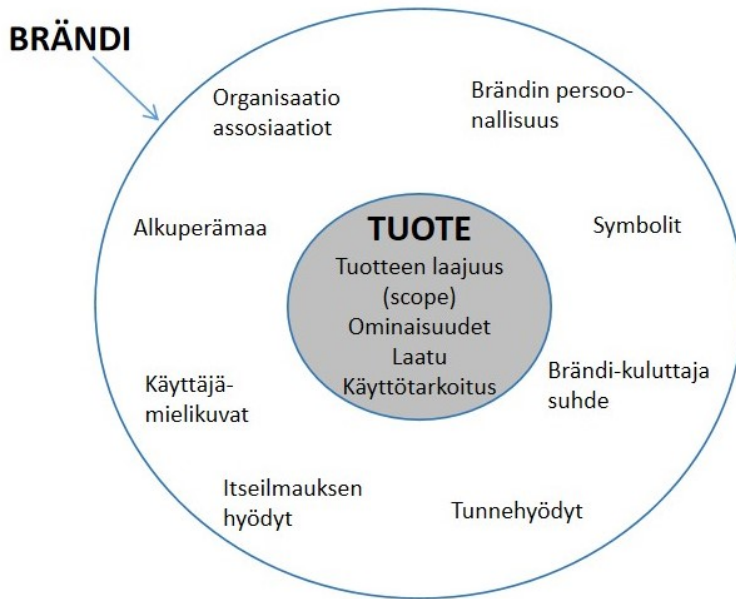 BRÄNDI
Organisaatio
assosiaatiot
Brändin persoo-
nallisuus
Alkuperämaa
Symbolit
TUOTE
Tuotteen laajuus
(scope)
Ominaisuudet
Laatu
Käyttötarkoitus
Käyttäjä-
mielikuvat
Brändi-kuluttaja
suhde
Itseilmauksen
hyödyt
Tunnehyödyt